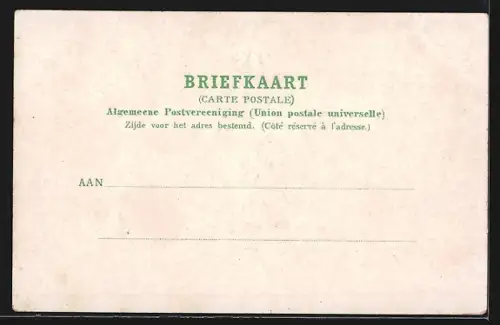 BRIEFKAART
(CARTE POSTALE)
Algemeene Postvereeniging (Union postale universelle)
Zijde voor het adres bestemd. (Côté réservé à l'adresse.)
AAN